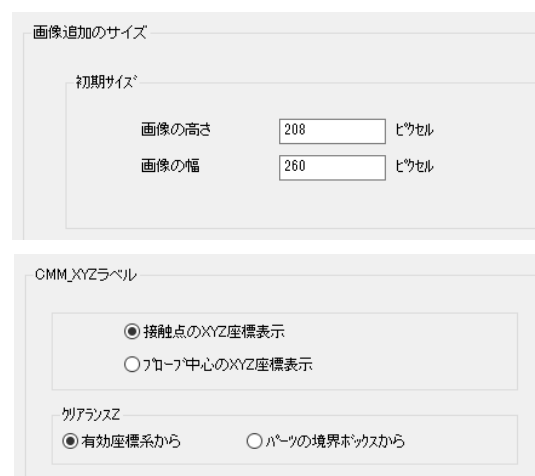 画像追加のサイズ
初期サイズ
画像の高さ 208 ピクセル
画像の幅 260 ピクセル
CMM_XYZラベル
接触点のXYZ座標表示
プローブ中心のXYZ座標表示
クリアランスZ
有効座標系から パーツの境界ボックスから